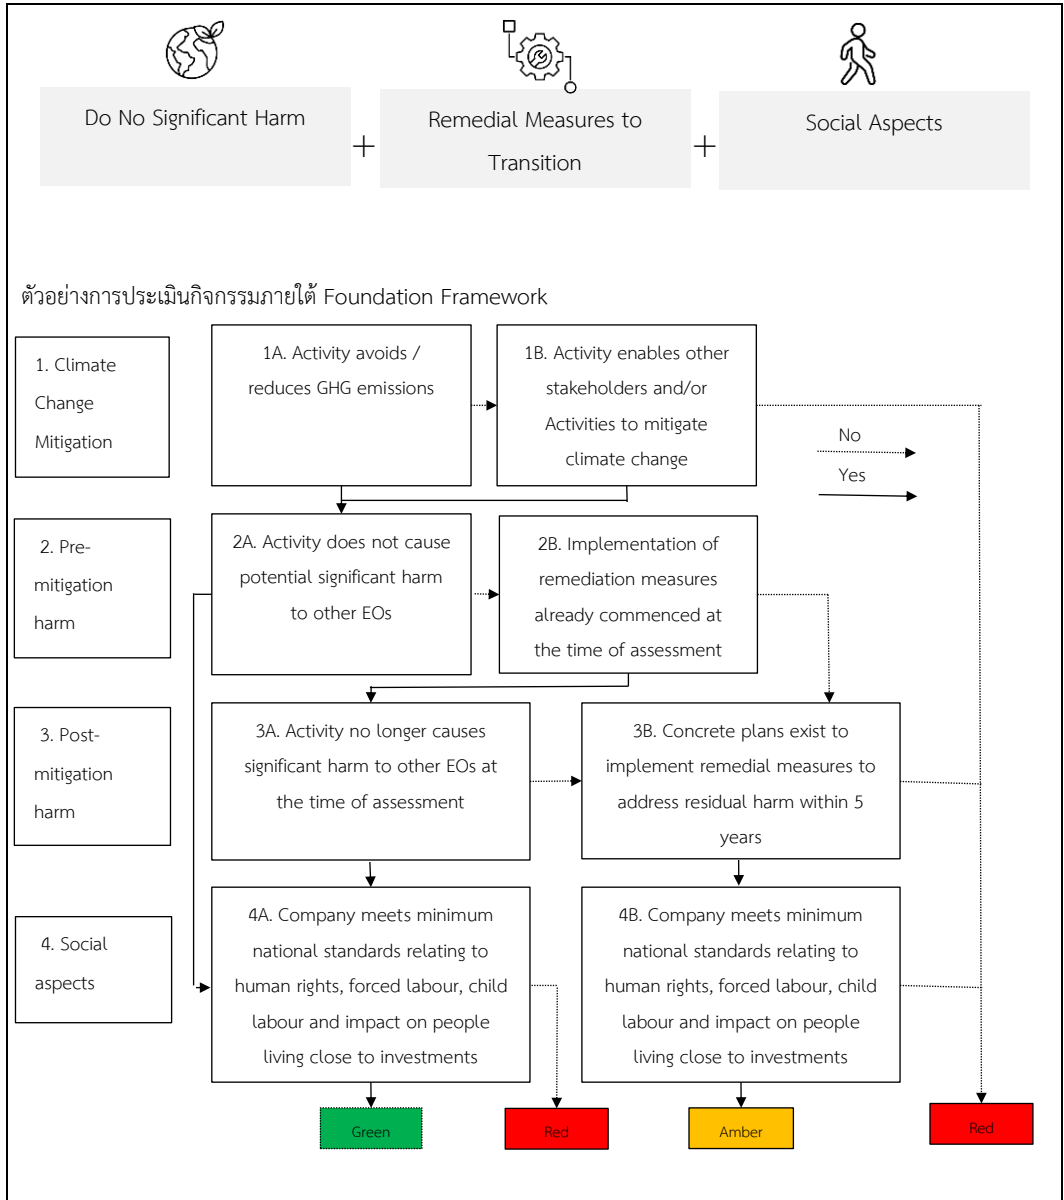 Do No Significant Harm
+
Remedial Measures to
Transition
+
Social Aspects
ตัวอย่างการประเมินกิจกรรมภายใต้ Foundation Framework
1. Climate
Change
Mitigation
1A. Activity avoids /
reduces GHG emissions
1B. Activity enables other
stakeholders and/or
Activities to mitigate
climate change
No
Yes
2. Pre-
mitigation
harm
2A. Activity does not cause
potential significant harm
to other EOs
2B. Implementation of
remediation measures
already commenced at
the time of assessment
3. Post-
mitigation
harm
3A. Activity no longer causes
significant harm to other EOs at
the time of assessment
3B. Concrete plans exist to
implement remedial measures to
address residual harm within 5
years
4. Social
aspects
4A. Company meets minimum
national standards relating to
human rights, forced labour, child
labour and impact on people
living close to investments
4B. Company meets minimum
national standards relating to
human rights, forced labour, child
labour and impact on people
living close to investments
Green
Red
Amber
Red